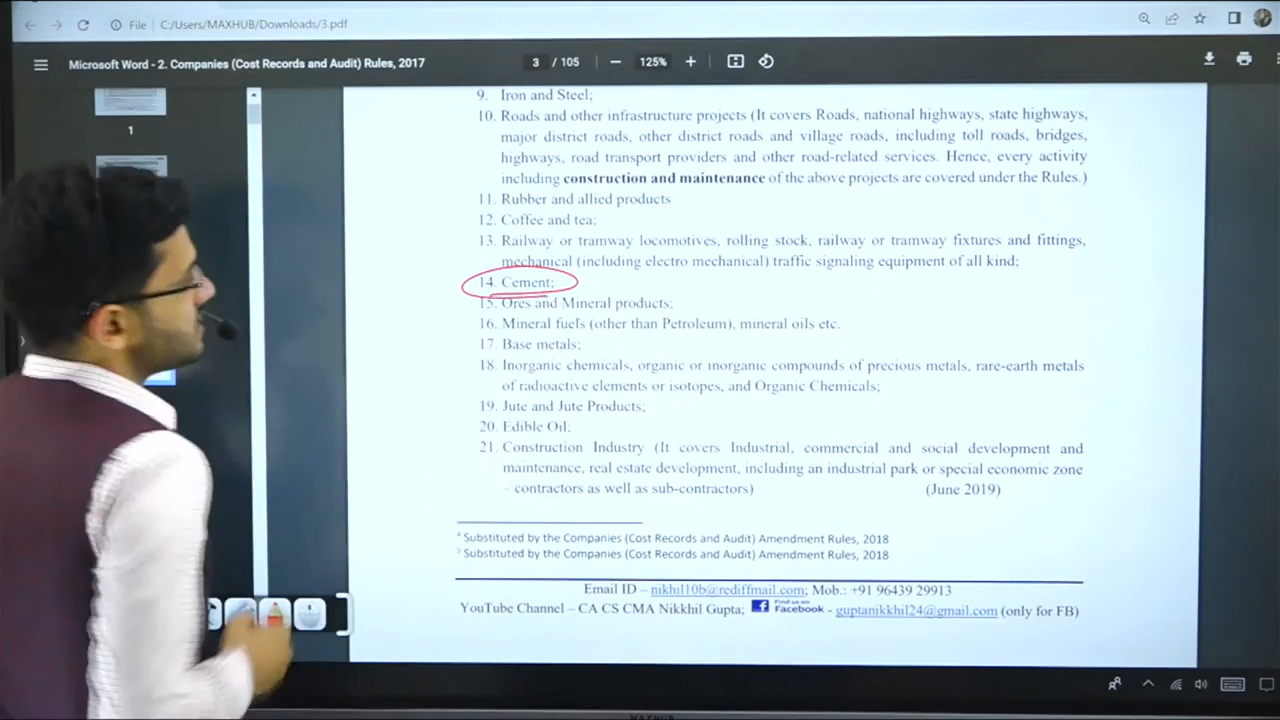 File
C:/Users/MAXHUB/Downloads/3.pdf
Microsoft Word - 2. Companies (Cost Records and Audit) Rules, 2017
3 / 105
125%
1
9. Iron and Steel;
10. Roads and other infrastructure projects (It covers Roads, national highways, state highways,
major district roads, other district roads and village roads, including toll roads, bridges,
highways, road transport providers and other road-related services. Hence, every activity
including construction and maintenance of the above projects are covered under the Rules.)
11. Rubber and allied products
12. Coffee and tea;
13. Railway or tramway locomotives, rolling stock, railway or tramway fixtures and fittings,
mechanical (including electro mechanical) traffic signaling equipment of all kind;
14. Cement;
15. Ores and Mineral products;
16. Mineral fuels (other than Petroleum), mineral oils etc.
17. Base metals;
18. Inorganic chemicals, organic or inorganic compounds of precious metals, rare-earth metals
of radioactive elements or isotopes, and Organic Chemicals;
19. Jute and Jute Products;
20. Edible Oil;
21. Construction Industry (It covers Industrial, commercial and social development and
maintenance, real estate development, including an industrial park or special economic zone
– contractors as well as sub-contractors) (June 2019)
4 Substituted by the Companies (Cost Records and Audit) Amendment Rules, 2018
5 Substituted by the Companies (Cost Records and Audit) Amendment Rules, 2018
Email ID – nikhil10b@rediffmail.com; Mob.: +91 96439 29913
YouTube Channel – CA CS CMA Nikkhil Gupta; Find us on Facebook - guptanikkhil24@gmail.com (only for FB)
MAXHUB